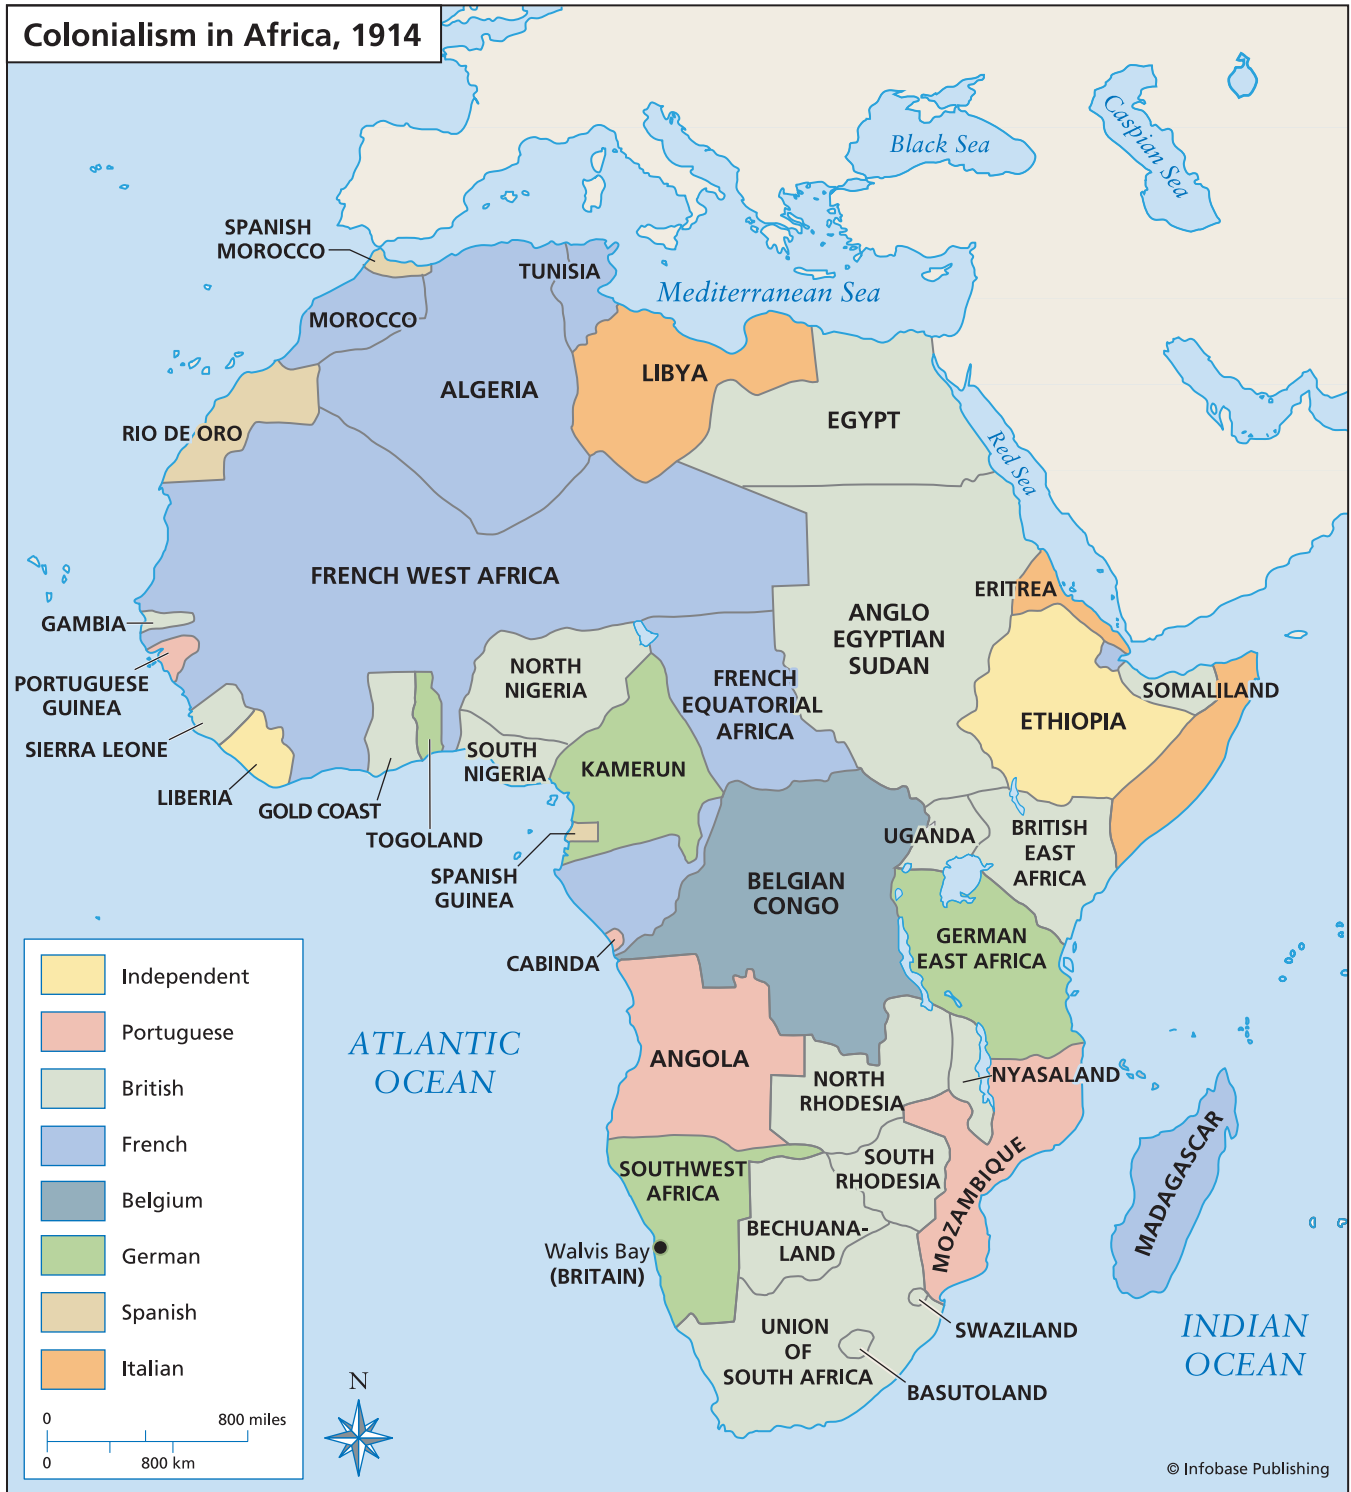 Colonialism in Africa, 1914
Black Sea
Caspian Sea
SPANISH
MOROCCO
TUNISIA
Mediterranean Sea
MOROCCO
ALGERIA
LIBYA
EGYPT
RIO DE ORO
Red Sea
FRENCH WEST AFRICA
ERITREA
GAMBIA
ANGLO
EGYPTIAN
SUDAN
PORTUGUESE
GUINEA
NORTH
NIGERIA
FRENCH
EQUATORIAL
AFRICA
SOMALILAND
ETHIOPIA
SIERRA LEONE
SOUTH
NIGERIA
KAMERUN
LIBERIA
GOLD COAST
TOGOLAND
UGANDA
BRITISH
EAST
AFRICA
SPANISH
GUINEA
BELGIAN
CONGO
GERMAN
EAST AFRICA
CABINDA
Independent
Portuguese
British
French
Belgium
German
Spanish
Italian
0
800 miles
0
800 km
N
ATLANTIC
OCEAN
ANGOLA
NORTH
RHODESIA
NYASALAND
SOUTHWEST
AFRICA
SOUTH
RHODESIA
MOZAMBIQUE
MADAGASCAR
BECHUANA-
LAND
Walvis Bay
(BRITAIN)
UNION
OF
SOUTH AFRICA
SWAZILAND
BASUTOLAND
INDIAN
OCEAN
© Infobase Publishing